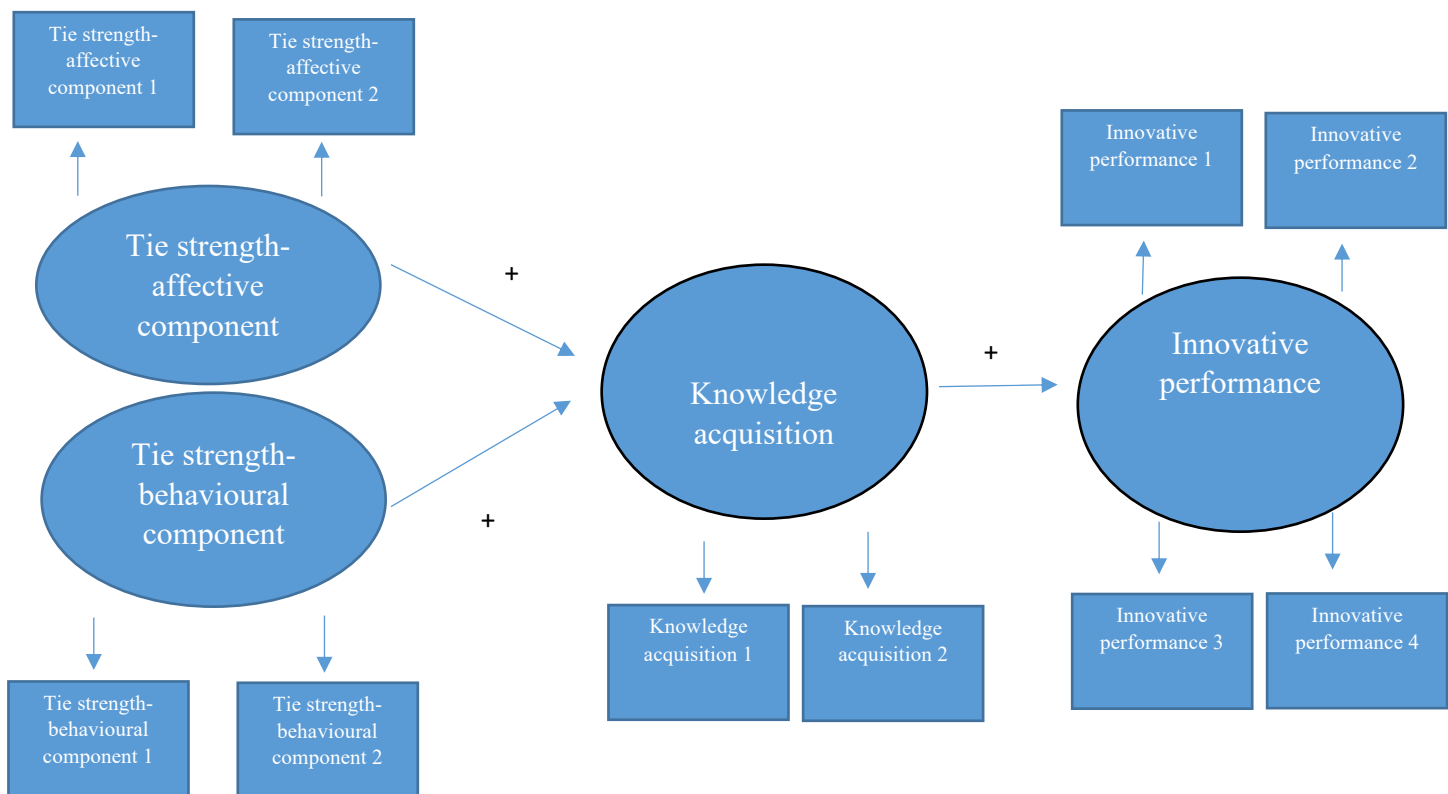 Tie strength-
affective
component 1
Tie strength-
affective
component 2
Innovative
performance 1
Innovative
performance 2
Tie strength-
affective
component
+
Knowledge
acquisition
+
Innovative
performance
Tie strength-
behavioural
component
+
Knowledge
acquisition 1
Knowledge
acquisition 2
Innovative
performance 3
Innovative
performance 4
Tie strength-
behavioural
component 1
Tie strength-
behavioural
component 2